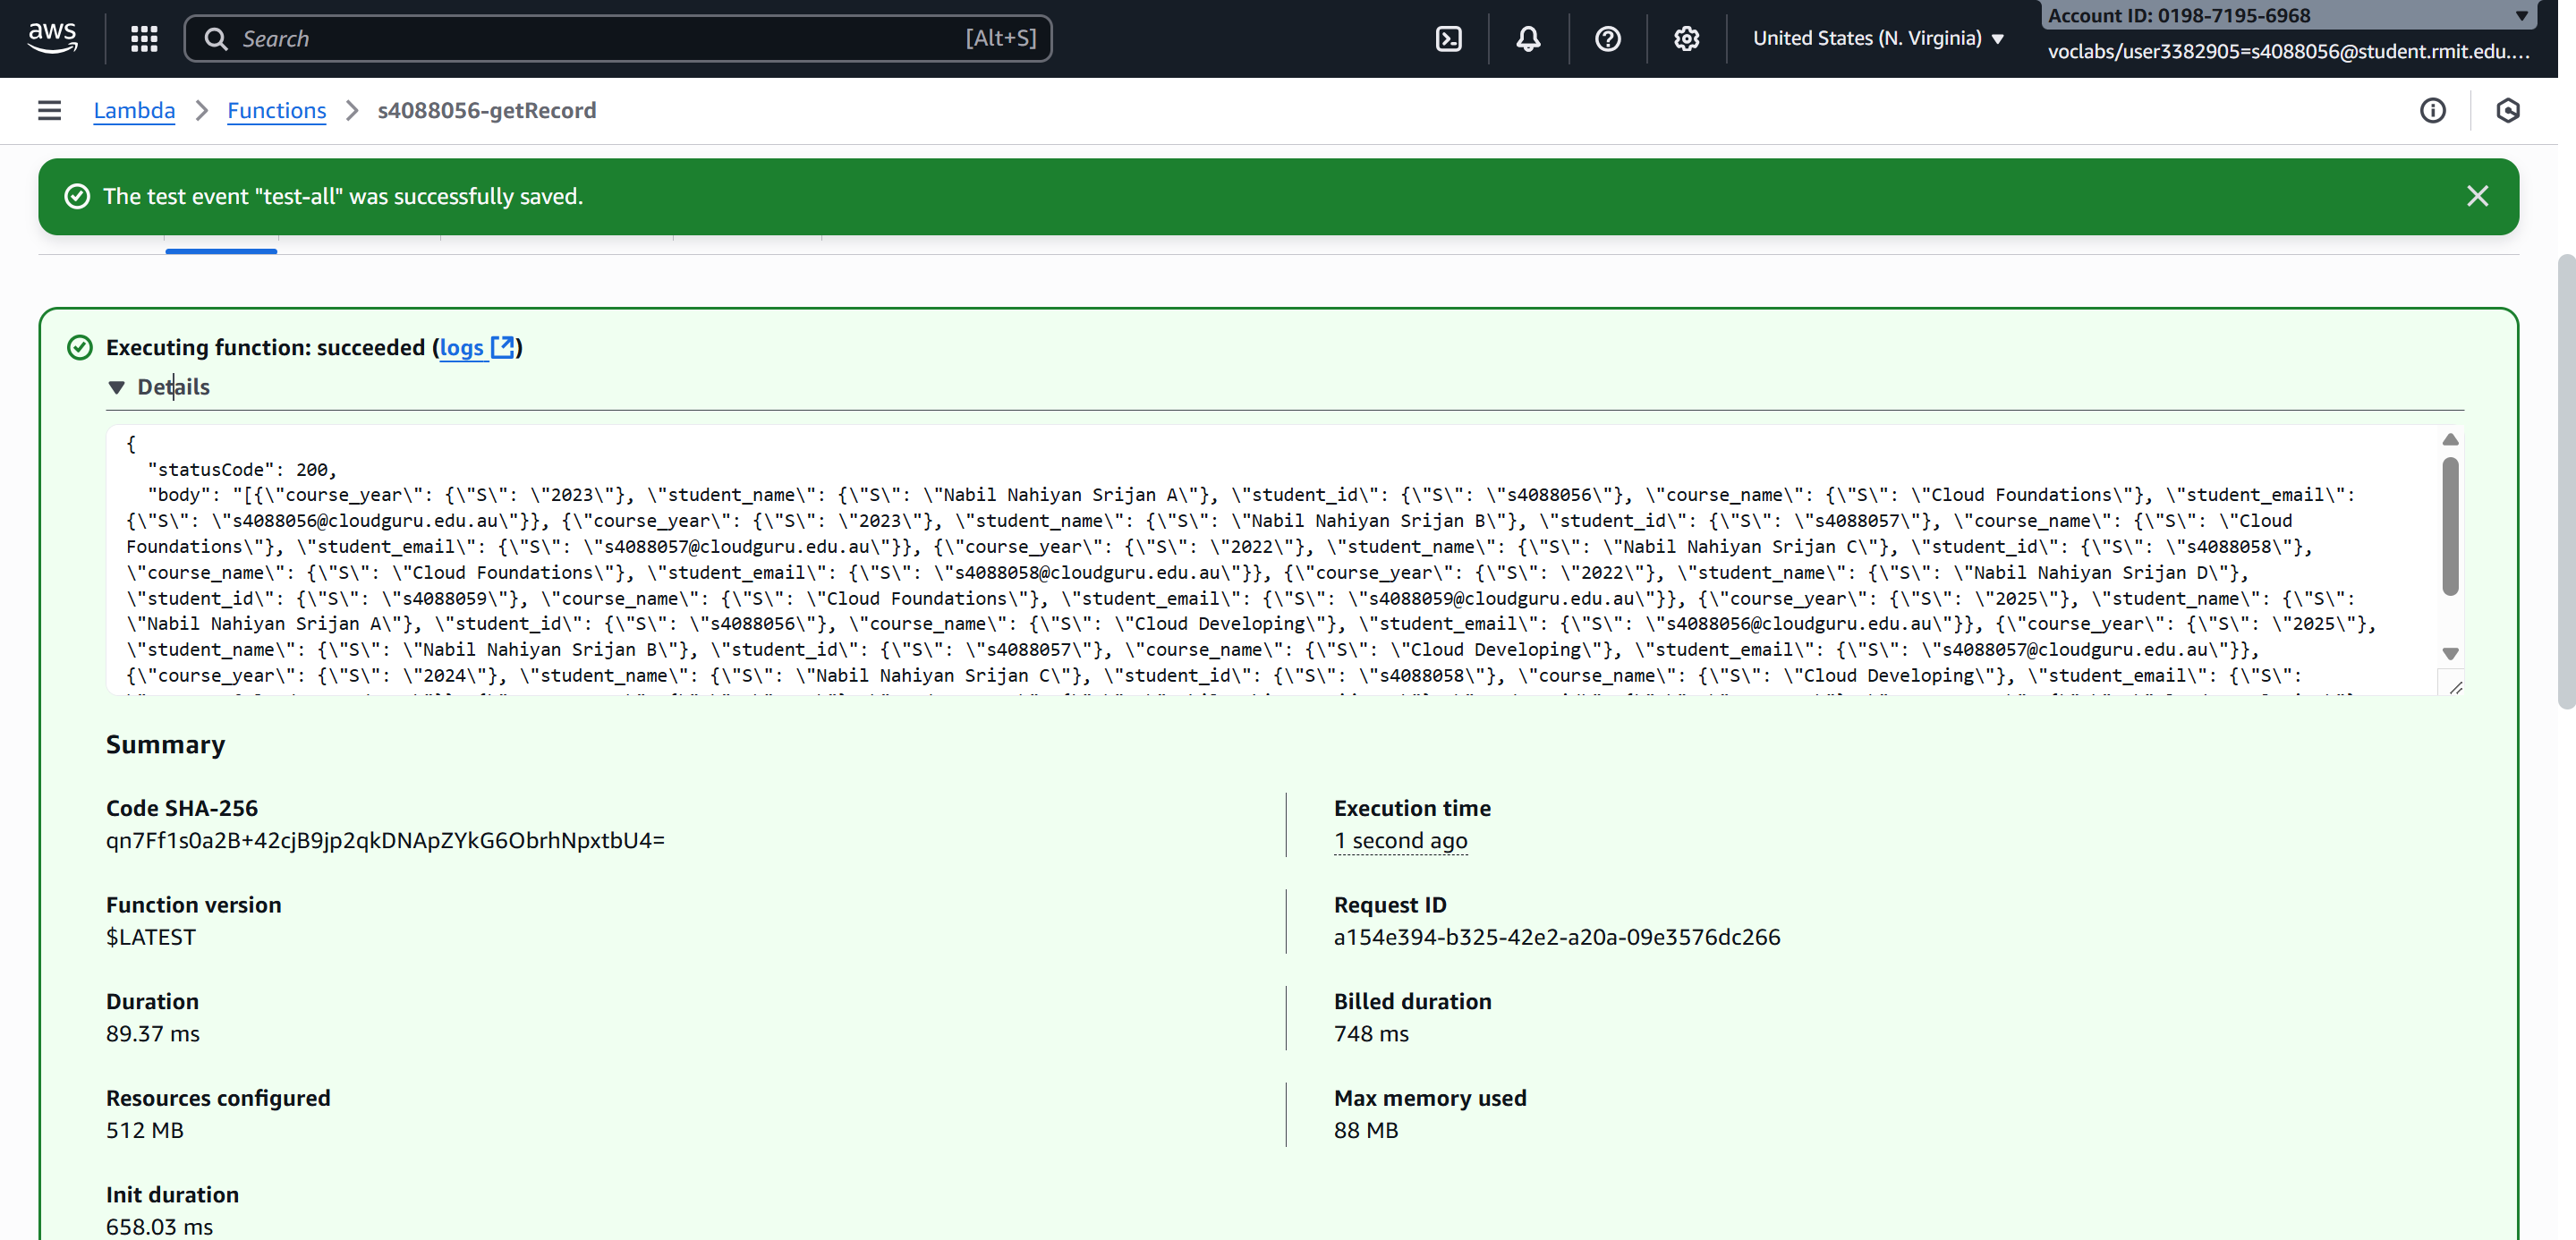 aws
Search [Alt+S]
United States (N. Virginia)
Account ID: 0198-7195-6968
voclabs/user3382905=s4088056@student.rmit.edu....
Lambda > Functions > s4088056-getRecord
The test event "test-all" was successfully saved.
Executing function: succeeded (logs)
Details
{
"statusCode": 200,
"body": "[{\"course_year\": {\"S\": \"2023\"}, \"student_name\": {\"S\": \"Nabil Nahiyan Srijan A\"}, \"student_id\": {\"S\": \"s4088056\"}, \"course_name\": {\"S\": \"Cloud Foundations\"}, \"student_email\":
{\"S\": \"s4088056@cloudguru.edu.au\"}}, {\"course_year\": {\"S\": \"2023\"}, \"student_name\": {\"S\": \"Nabil Nahiyan Srijan B\"}, \"student_id\": {\"S\": \"s4088057\"}, \"course_name\": {\"S\": \"Cloud
Foundations\"}, \"student_email\": {\"S\": \"s4088057@cloudguru.edu.au\"}}, {\"course_year\": {\"S\": \"2022\"}, \"student_name\": {\"S\": \"Nabil Nahiyan Srijan C\"}, \"student_id\": {\"S\": \"s4088058\"},
\"course_name\": {\"S\": \"Cloud Foundations\"}, \"student_email\": {\"S\": \"s4088058@cloudguru.edu.au\"}}, {\"course_year\": {\"S\": \"2022\"}, \"student_name\": {\"S\": \"Nabil Nahiyan Srijan D\"},
\"student_id\": {\"S\": \"s4088059\"}, \"course_name\": {\"S\": \"Cloud Foundations\"}, \"student_email\": {\"S\": \"s4088059@cloudguru.edu.au\"}}, {\"course_year\": {\"S\": \"2025\"}, \"student_name\": {\"S\":
\"Nabil Nahiyan Srijan A\"}, \"student_id\": {\"S\": \"s4088056\"}, \"course_name\": {\"S\": \"Cloud Developing\"}, \"student_email\": {\"S\": \"s4088056@cloudguru.edu.au\"}}, {\"course_year\": {\"S\": \"2025\"},
\"student_name\": {\"S\": \"Nabil Nahiyan Srijan B\"}, \"student_id\": {\"S\": \"s4088057\"}, \"course_name\": {\"S\": \"Cloud Developing\"}, \"student_email\": {\"S\": \"s4088057@cloudguru.edu.au\"}},
{\"course_year\": {\"S\": \"2024\"}, \"student_name\": {\"S\": \"Nabil Nahiyan Srijan C\"}, \"student_id\": {\"S\": \"s4088058\"}, \"course_name\": {\"S\": \"Cloud Developing\"}, \"student_email\": {\"S\":
Summary
Code SHA-256
qn7Ff1s0a2B+42cjB9jp2qkDNApZYkG6ObrhNpxtbU4=
Execution time
1 second ago
Function version
$LATEST
Request ID
a154e394-b325-42e2-a20a-09e3576dc266
Duration
89.37 ms
Billed duration
748 ms
Resources configured
512 MB
Max memory used
88 MB
Init duration
658.03 ms